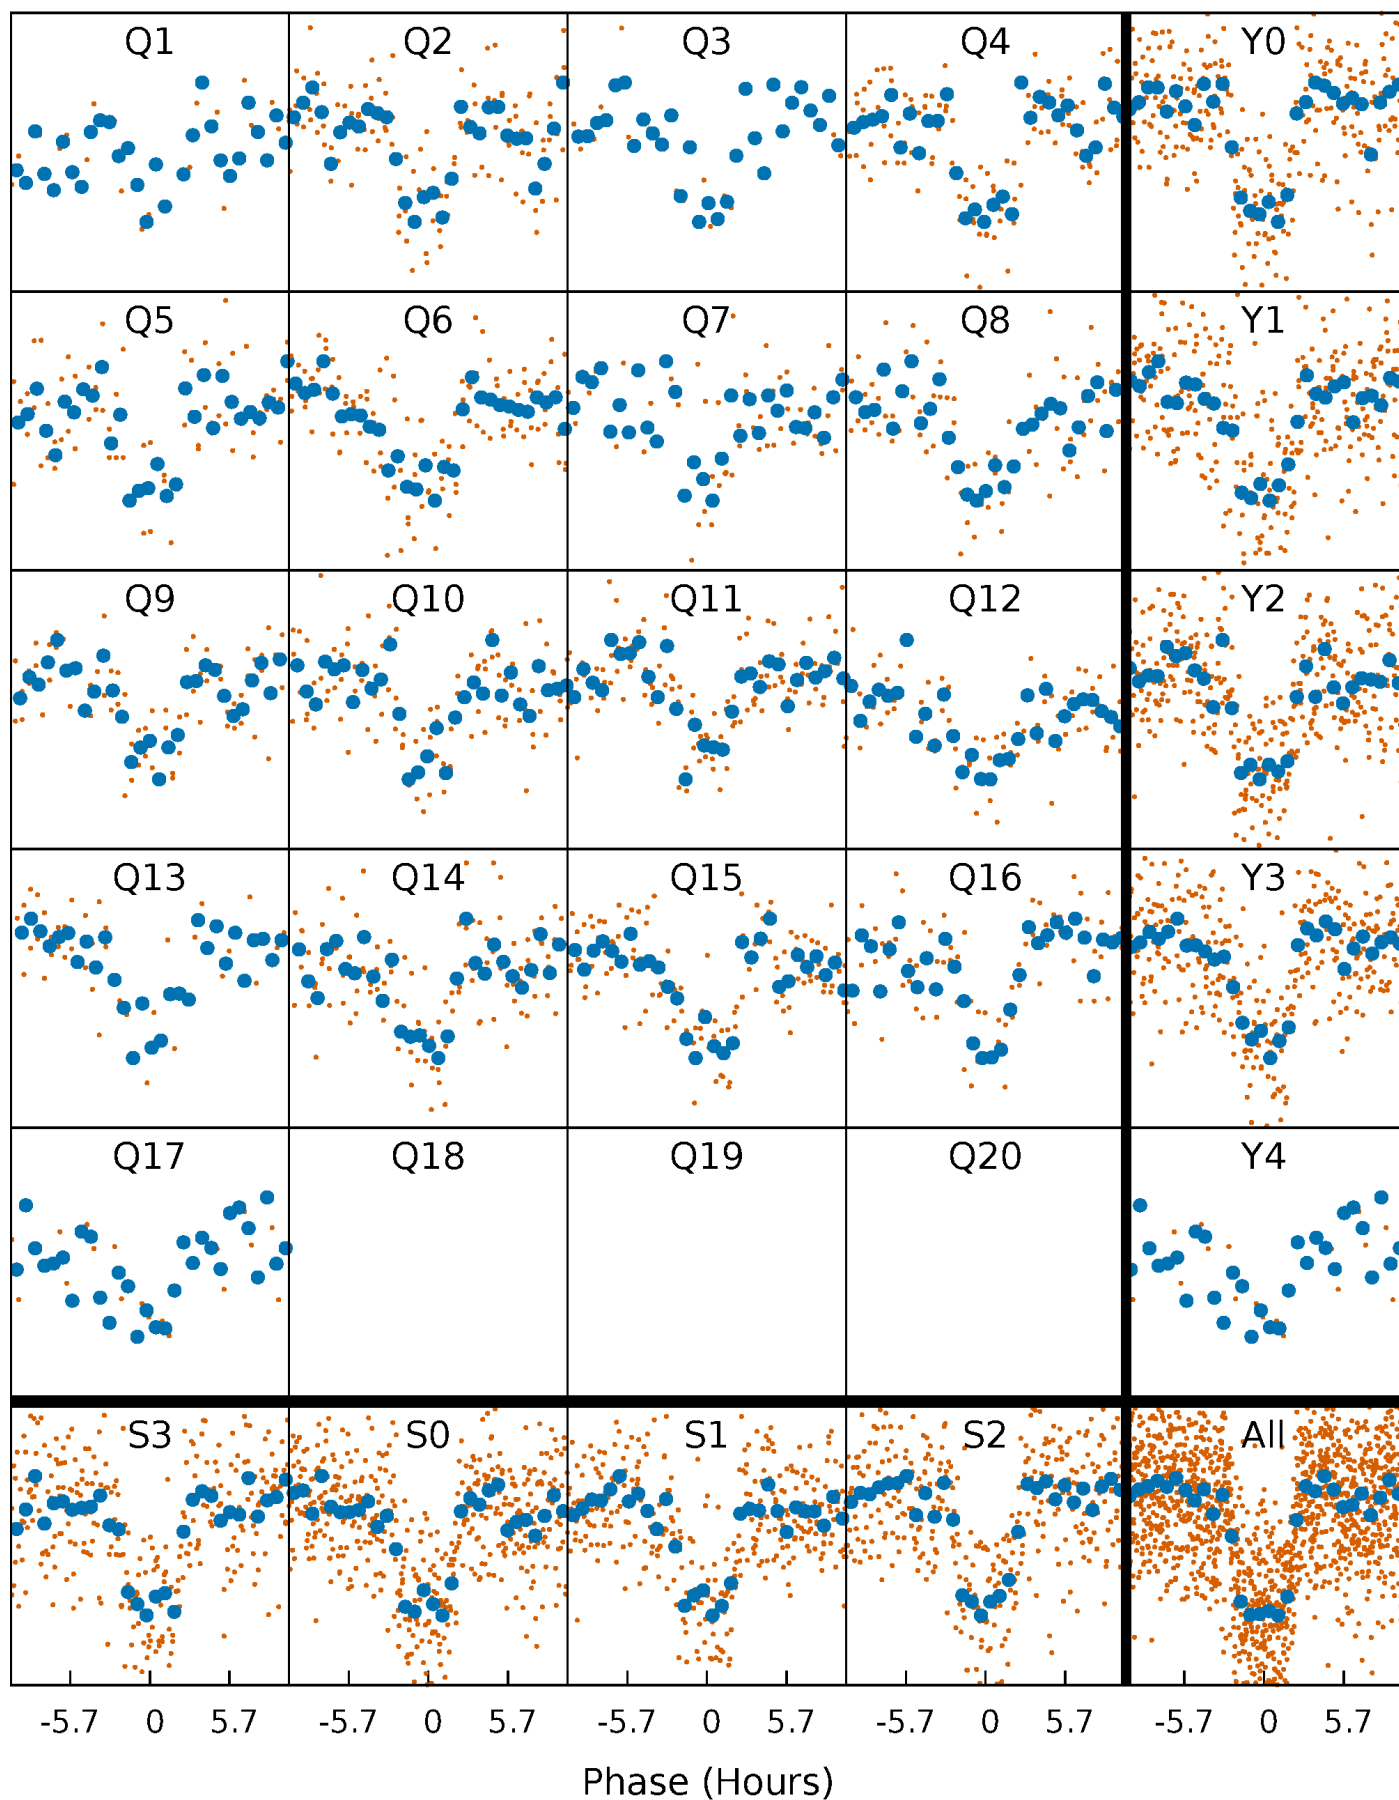 Q1 Q2 Q3 Q4 Y0
Q5 Q6 Q7 Q8 Y1
Q9 Q10 Q11 Q12 Y2
Q13 Q14 Q15 Q16 Y3
Q17 Q18 Q19 Q20 Y4
S3 S0 S1 S2 All
-5.7 0 5.7 -5.7 0 5.7 -5.7 0 5.7 -5.7 0 5.7 -5.7 0 5.7
Phase (Hours)